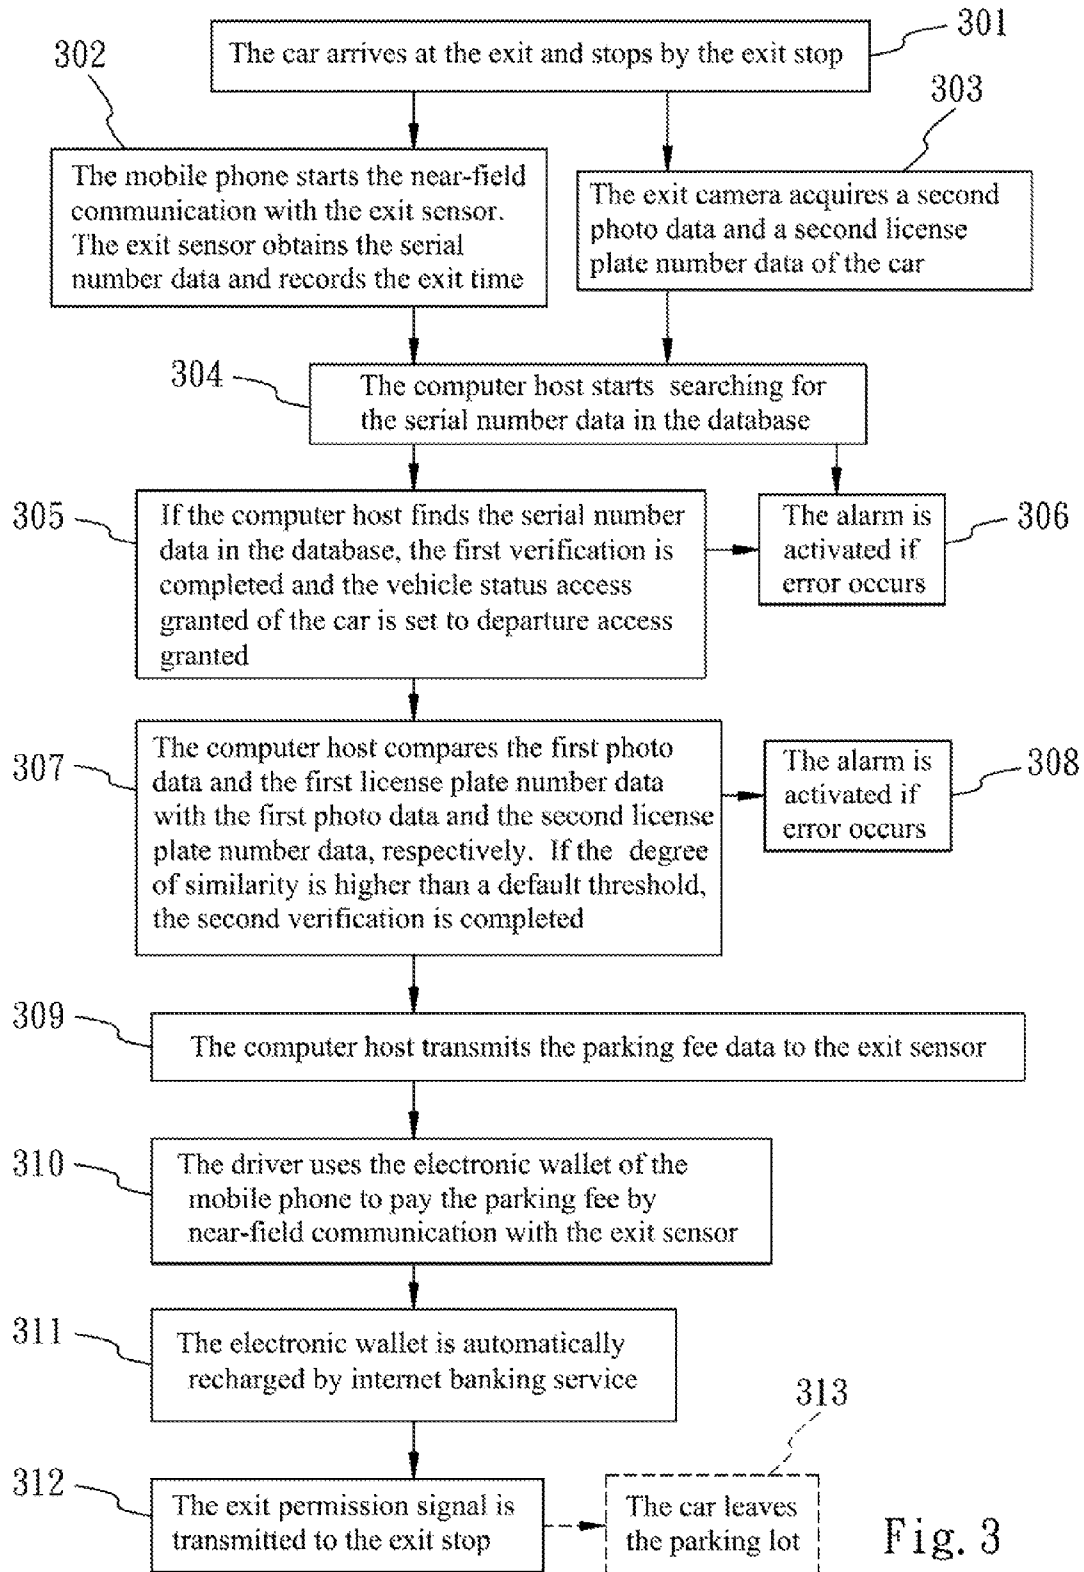 301
The car arrives at the exit and stops by the exit stop
302
303
The mobile phone starts the near-field
communication with the exit sensor.
The exit sensor obtains the serial
number data and records the exit time
The exit camera acquires a second
photo data and a second license
plate number data of the car
304
The computer host starts searching for
the serial number data in the database
305
If the computer host finds the serial number
data in the database, the first verification is
completed and the vehicle status access
granted of the car is set to departure access
granted
The alarm is
activated if
error occurs
306
307
The computer host compares the first photo
data and the first license plate number data
with the first photo data and the second license
plate number data, respectively. If the degree
of similarity is higher than a default threshold,
the second verification is completed
The alarm is
activated if
error occurs
308
309
The computer host transmits the parking fee data to the exit sensor
310
The driver uses the electronic wallet of the
mobile phone to pay the parking fee by
near-field communication with the exit sensor
311
The electronic wallet is automatically
recharged by internet banking service
312
The exit permission signal is
transmitted to the exit stop
313
The car leaves
the parking lot
Fig. 3